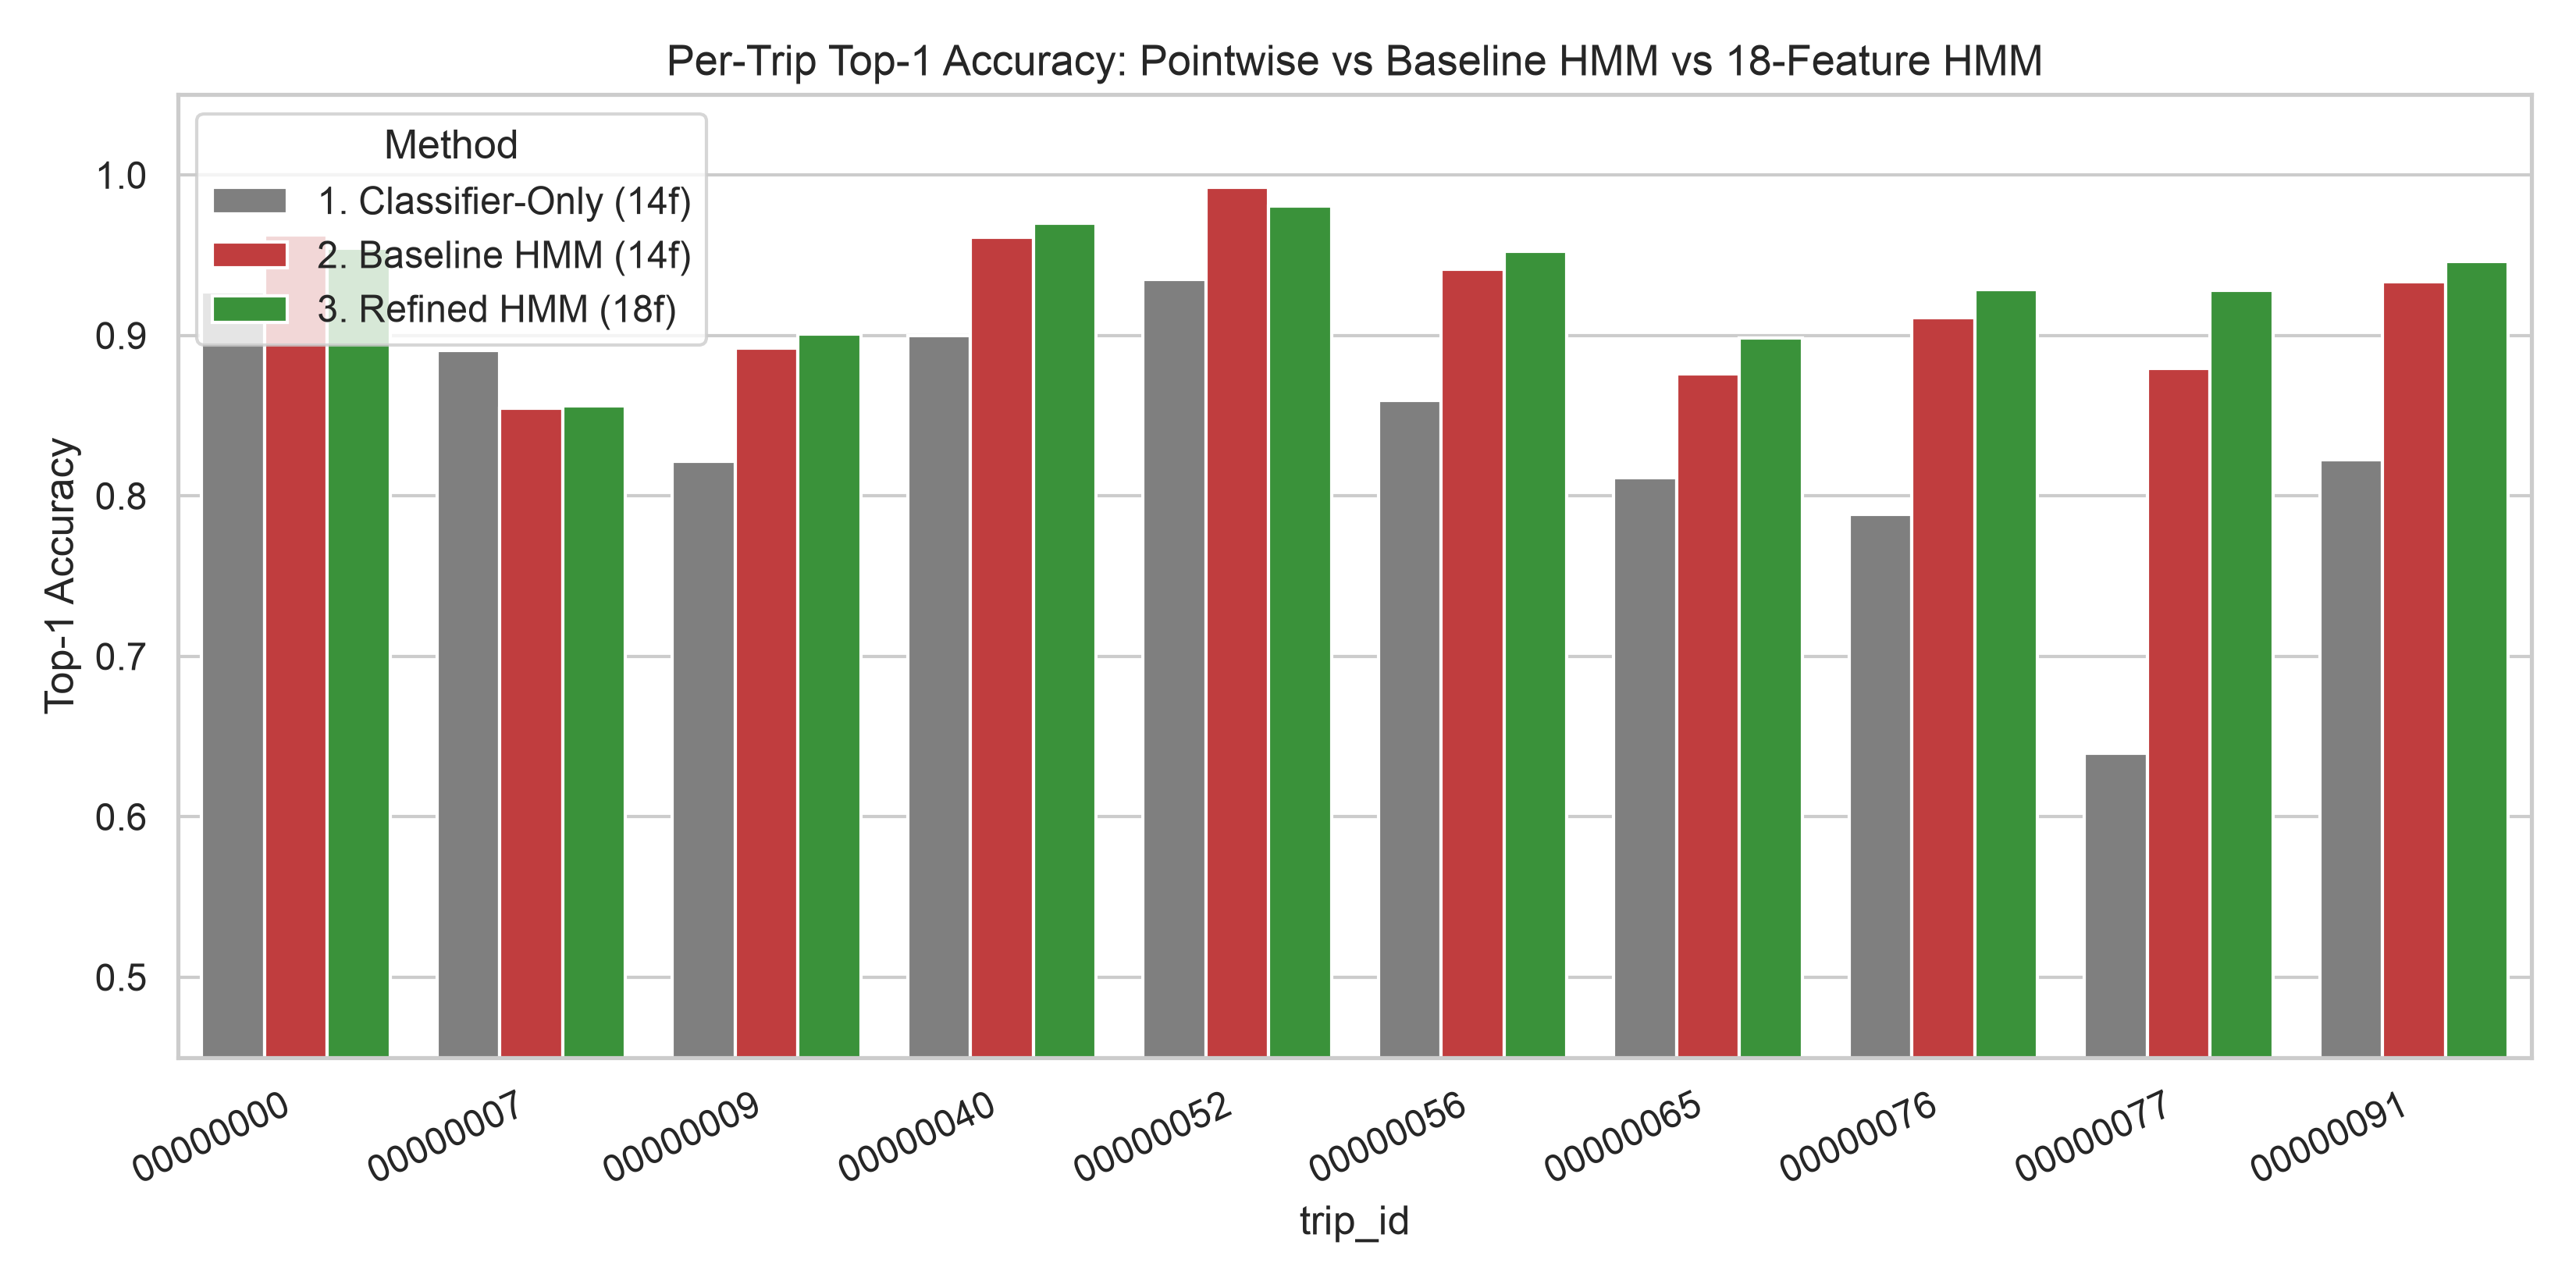 Per-Trip Top-1 Accuracy: Pointwise vs Baseline HMM vs 18-Feature HMM
Method
1. Classifier-Only (14f)
2. Baseline HMM (14f)
3. Refined HMM (18f)
Top-1 Accuracy
1.0
0.9
0.8
0.7
0.6
0.5
00000000
00000007
00000009
00000040
00000052
00000056
00000065
00000076
00000077
00000091
trip_id